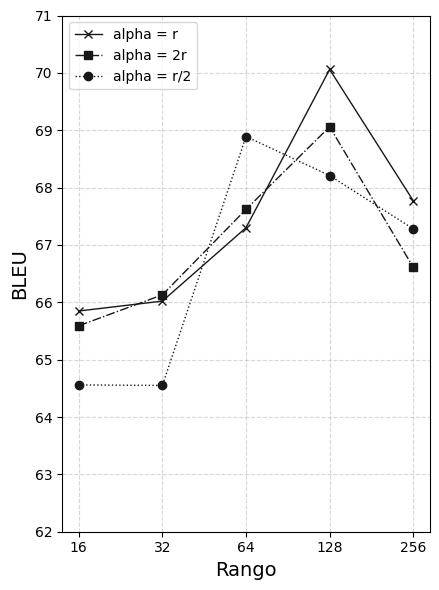 alpha = r
alpha = 2r
alpha = r/2
BLEU
71
70
69
68
67
66
65
64
63
62
16 32 64 128 256
Rango